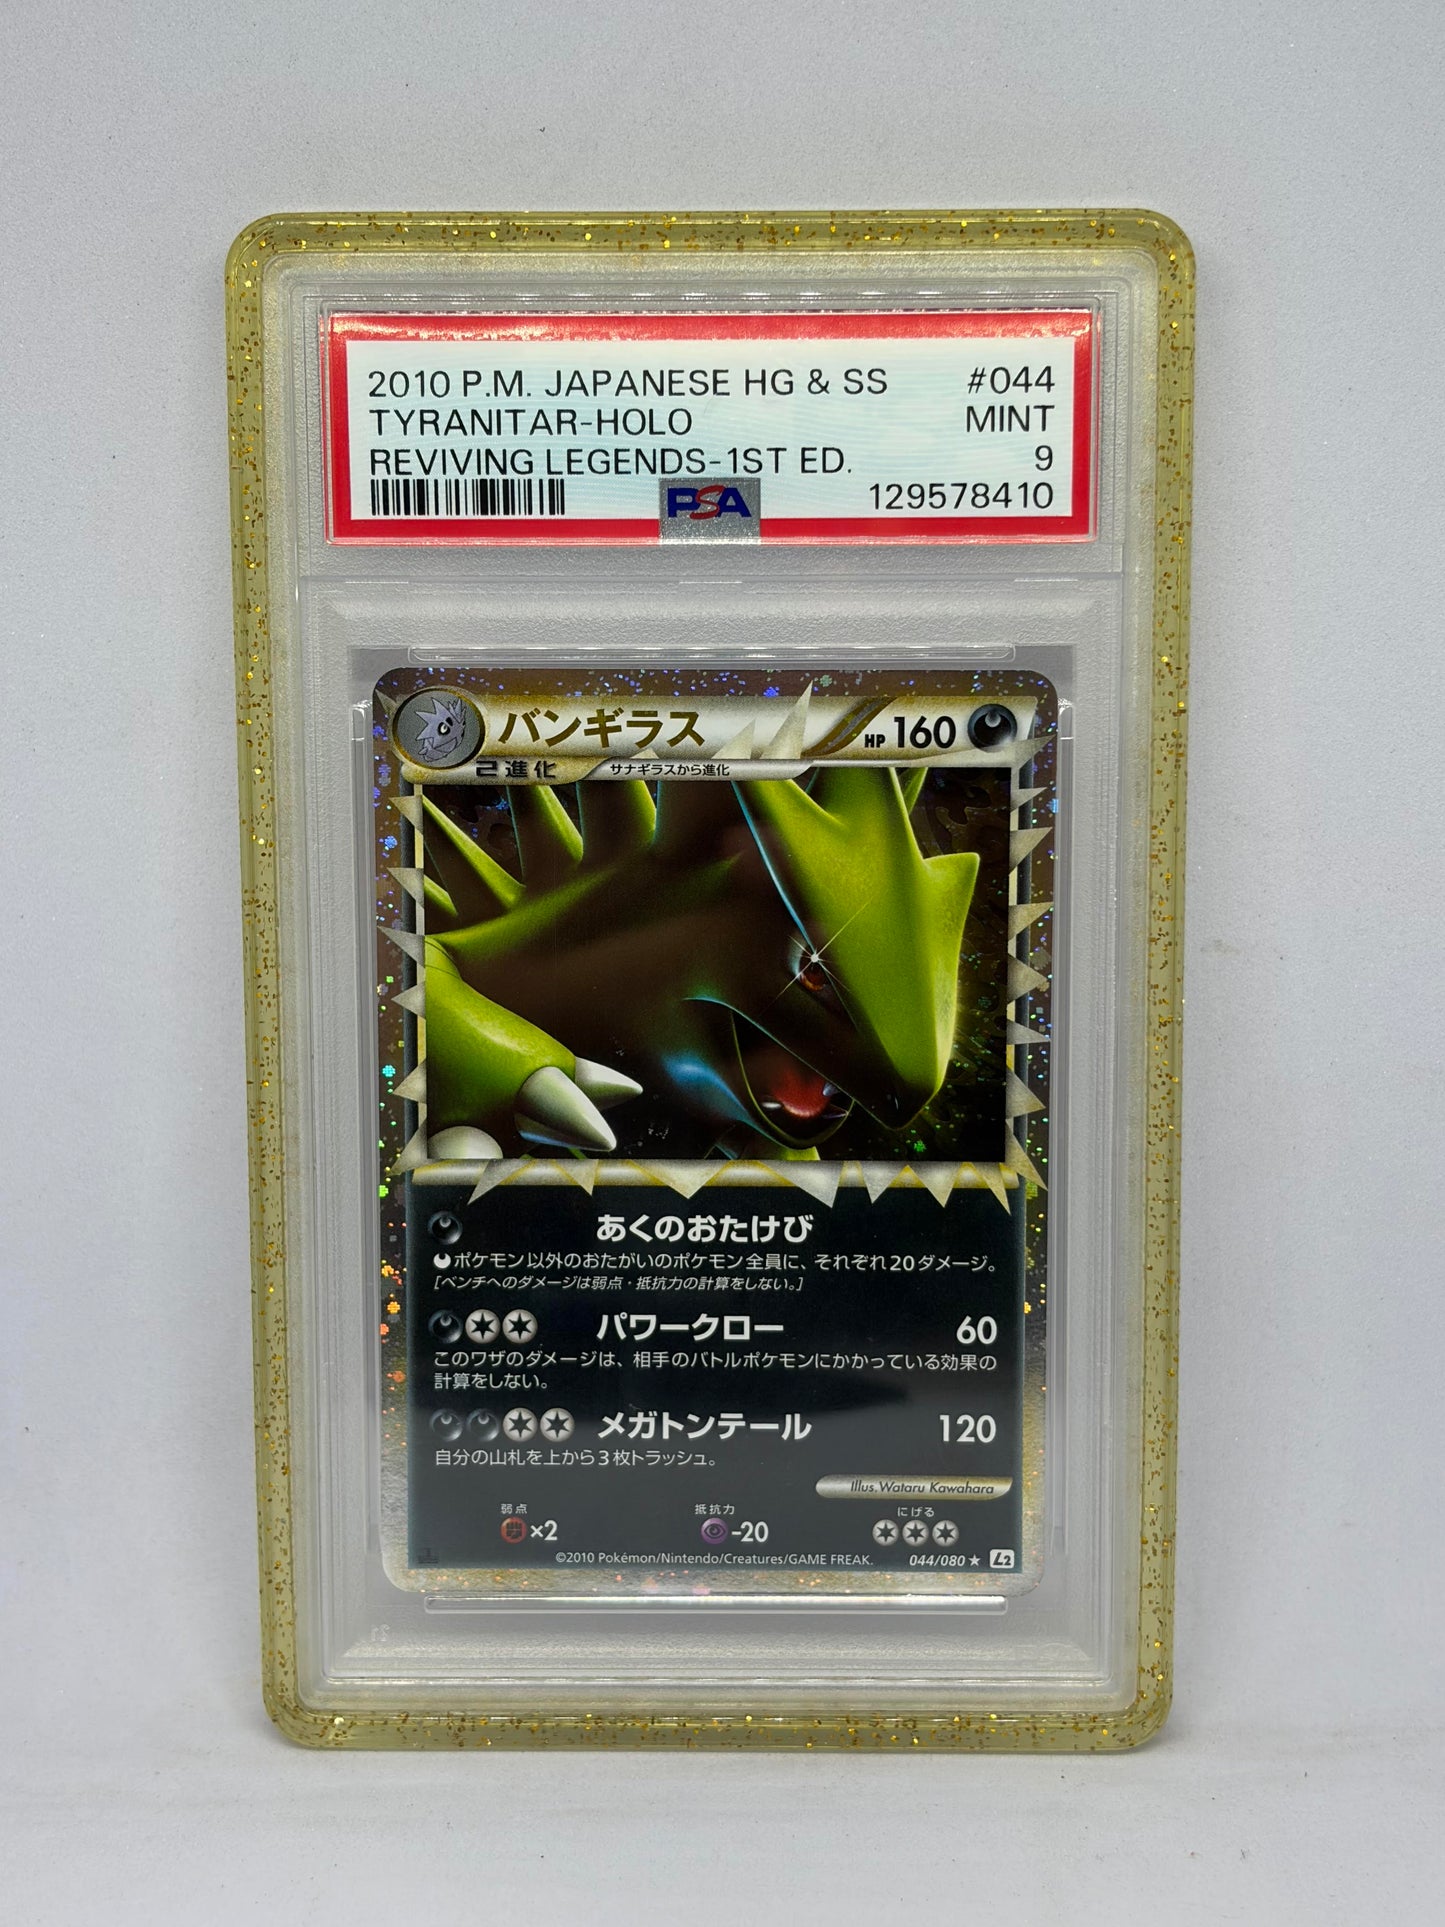 2010 P.M. JAPANESE HG & SS #044
TYRANITAR-HOLO MINT
REVIVING LEGENDS-1ST ED. 9
PSA 129578410
バンギラス HP 160
2進化 サナギラスから進化
あくのおたけび
ポケモン以外のおたがいのポケモン全員に、それぞれ20ダメージ。
[ベンチへのダメージは弱点・抵抗力の計算をしない。]
パワークロー 60
このワザのダメージは、相手のバトルポケモンにかかっている効果の
計算をしない。
メガトンテール 120
自分の山札を上から3枚トラッシュ。
Illus. Wataru Kawahara
弱点 抵抗力 にげる
×2 -20
©2010 Pokémon/Nintendo/Creatures/GAME FREAK. 044/080 ★ L2